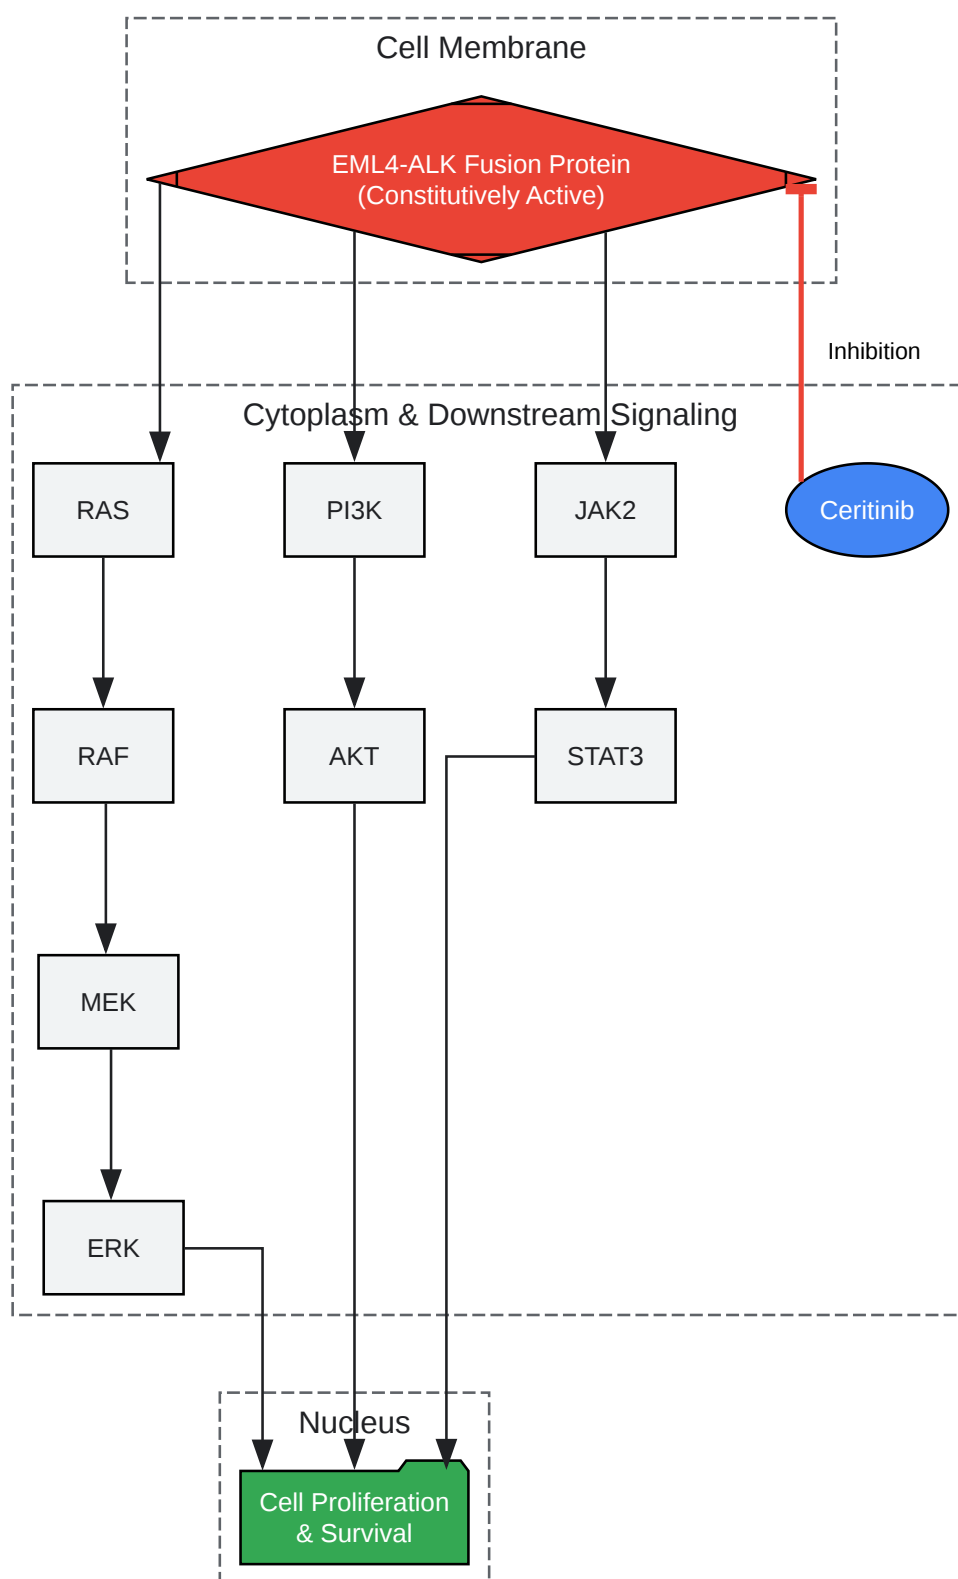 Cell Membrane
EML4-ALK Fusion Protein
(Constitutively Active)
Inhibition
Cytoplasm & Downstream Signaling
RAS
PI3K
JAK2
Ceritinib
RAF
AKT
STAT3
MEK
ERK
Nucleus
Cell Proliferation
& Survival